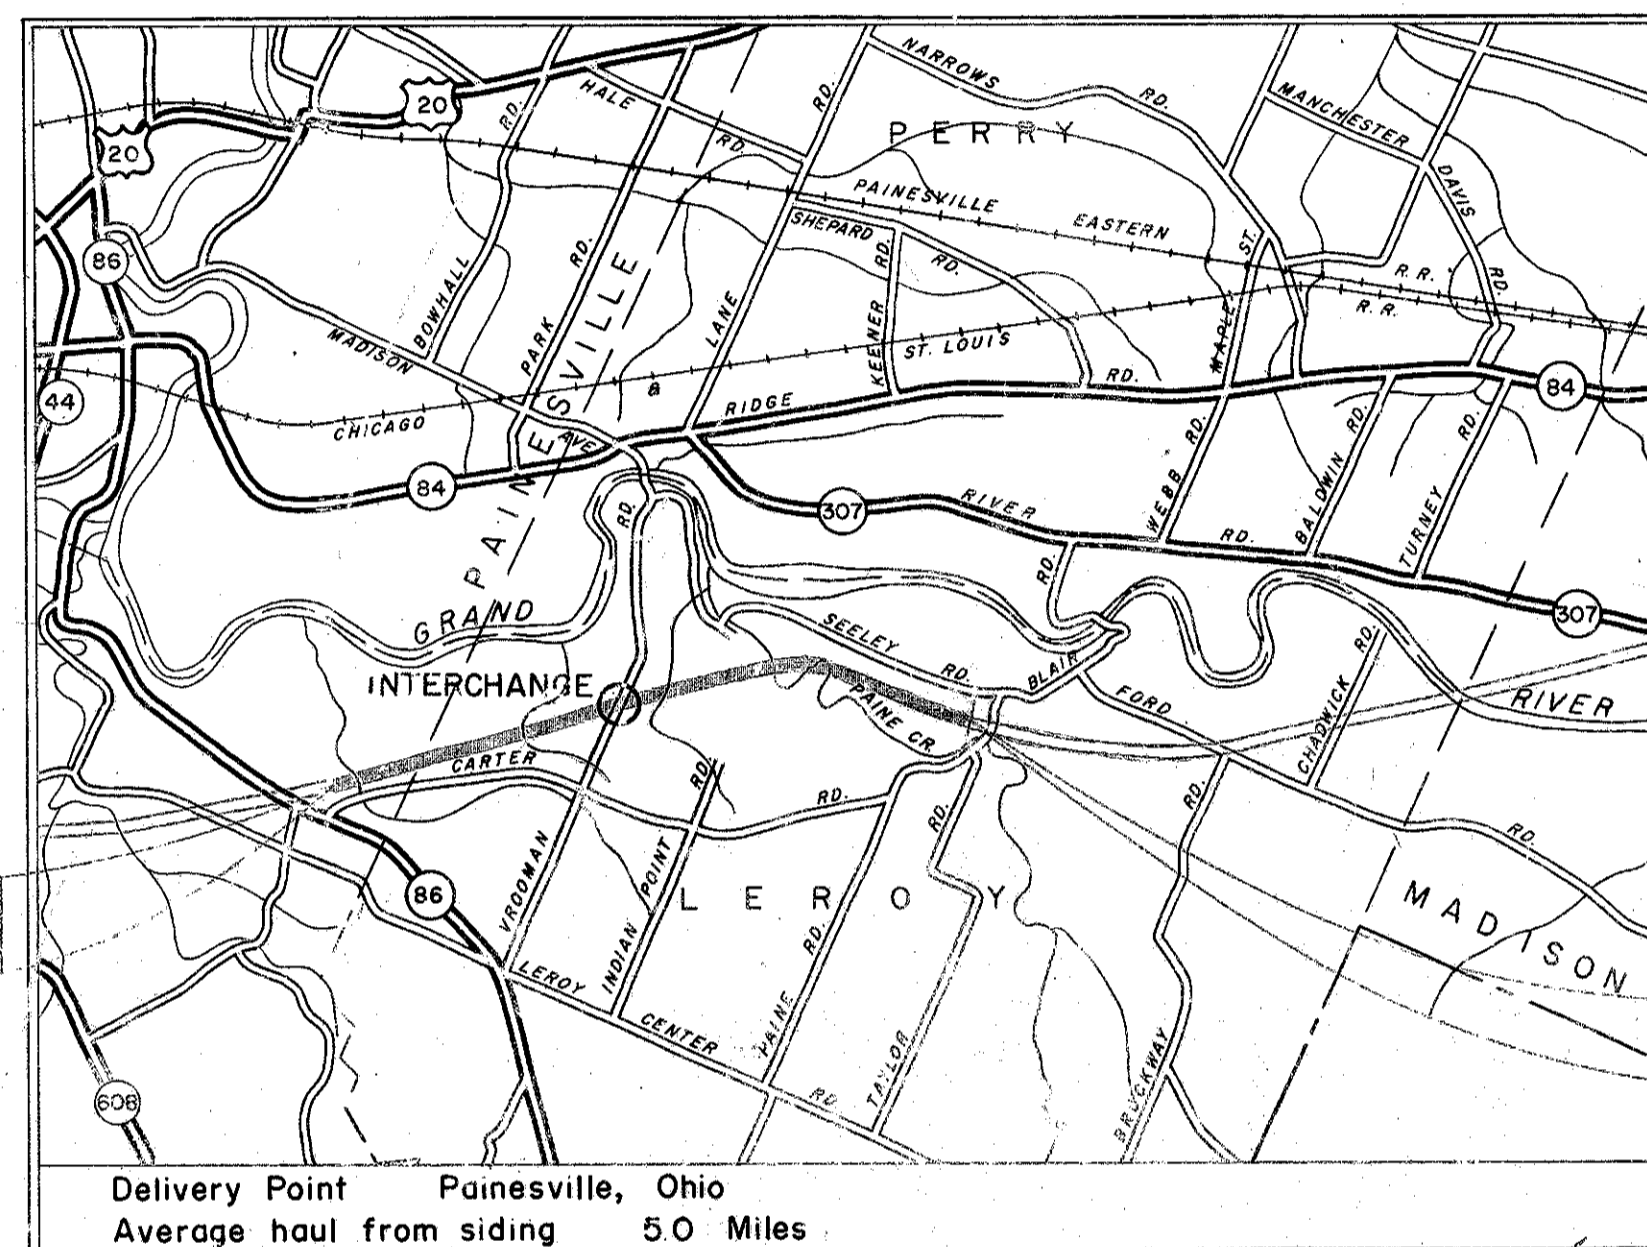 NARROWS
RD.
20
HALE
RD.
RD.
RD.
MANCHESTER
PERRY
20
DAVIS
RD.
PAINESVILLE
EASTERN
R.R.
SHEPARD
RD.
RD.
ST.
MAPLE
R.R.
86
RD.
BOWHALL
PARK
LANE
KEENER
MADISON
ST. LOUIS
&
RD.
RIDGE
84
44
CHICAGO
AVE
PAINESVILLE
84
307
RIVER
RD.
RD.
WEBB
RD.
BALDWIN
RD.
RD.
TURNEY
RD.
307
GRAND
SEELEY
RD.
BLAIR
RD.
CHADWICK
FORD
RIVER
INTERCHANGE
PAINE CR.
CARTER
RD.
RD.
RD.
RD.
RD.
VROOMAN
86
POINT
INDIAN
LEROY
RD.
MADISON
LEROY
CENTER
PAINE
TAYLOR
RD
BROCKWAY
608
Delivery Point Painesville, Ohio
Average haul from siding 5.0 Miles